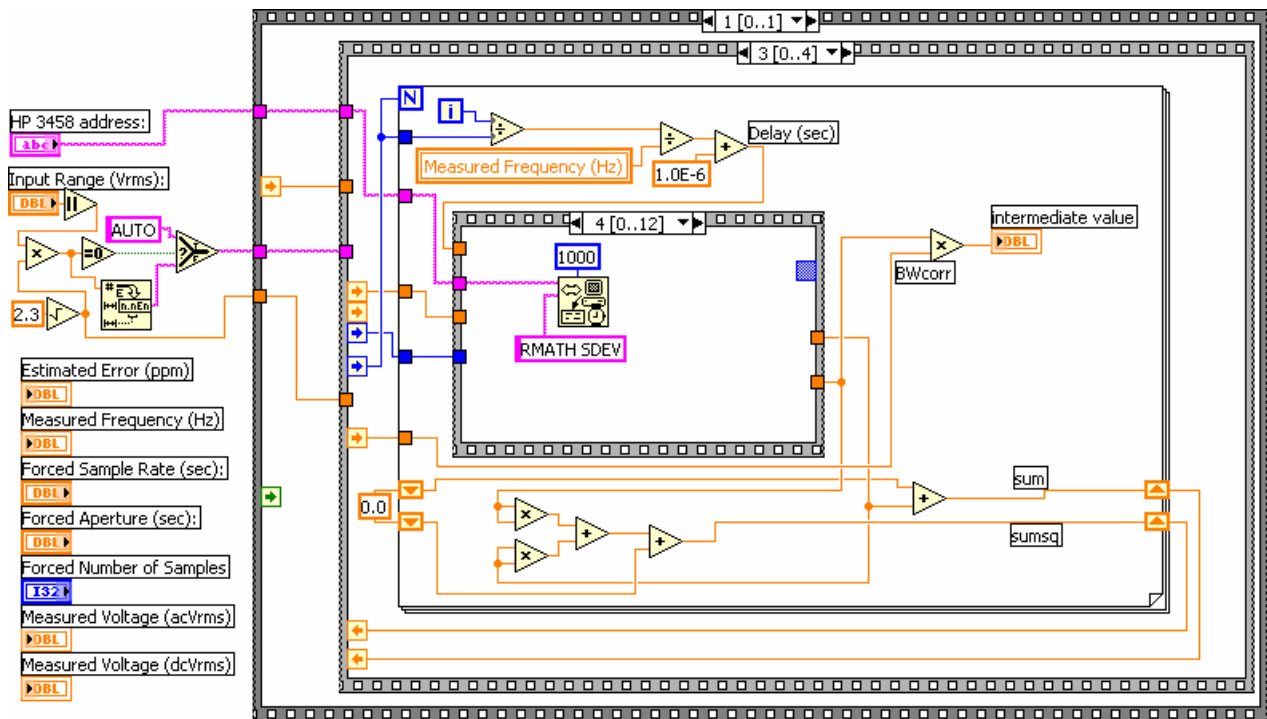 1 [0..1]
3 [0..4]
HP 3458 address:
abc
N
i
÷
÷
+
Delay (sec)
Measured Frequency (Hz)
1.0E-6
Input Range (Vrms):
DBL
AUTO
x
=0
?
#
n.nEn
2.3
√
4 [0..12]
1000
RMATH SDEV
intermediate value
DBL
x
BWcorr
Estimated Error (ppm)
DBL
Measured Frequency (Hz)
DBL
Forced Sample Rate (sec):
DBL
Forced Aperture (sec):
DBL
Forced Number of Samples
I32
Measured Voltage (acVrms)
DBL
Measured Voltage (dcVrms)
DBL
0.0
x
x
+
+
+
sum
sumsq